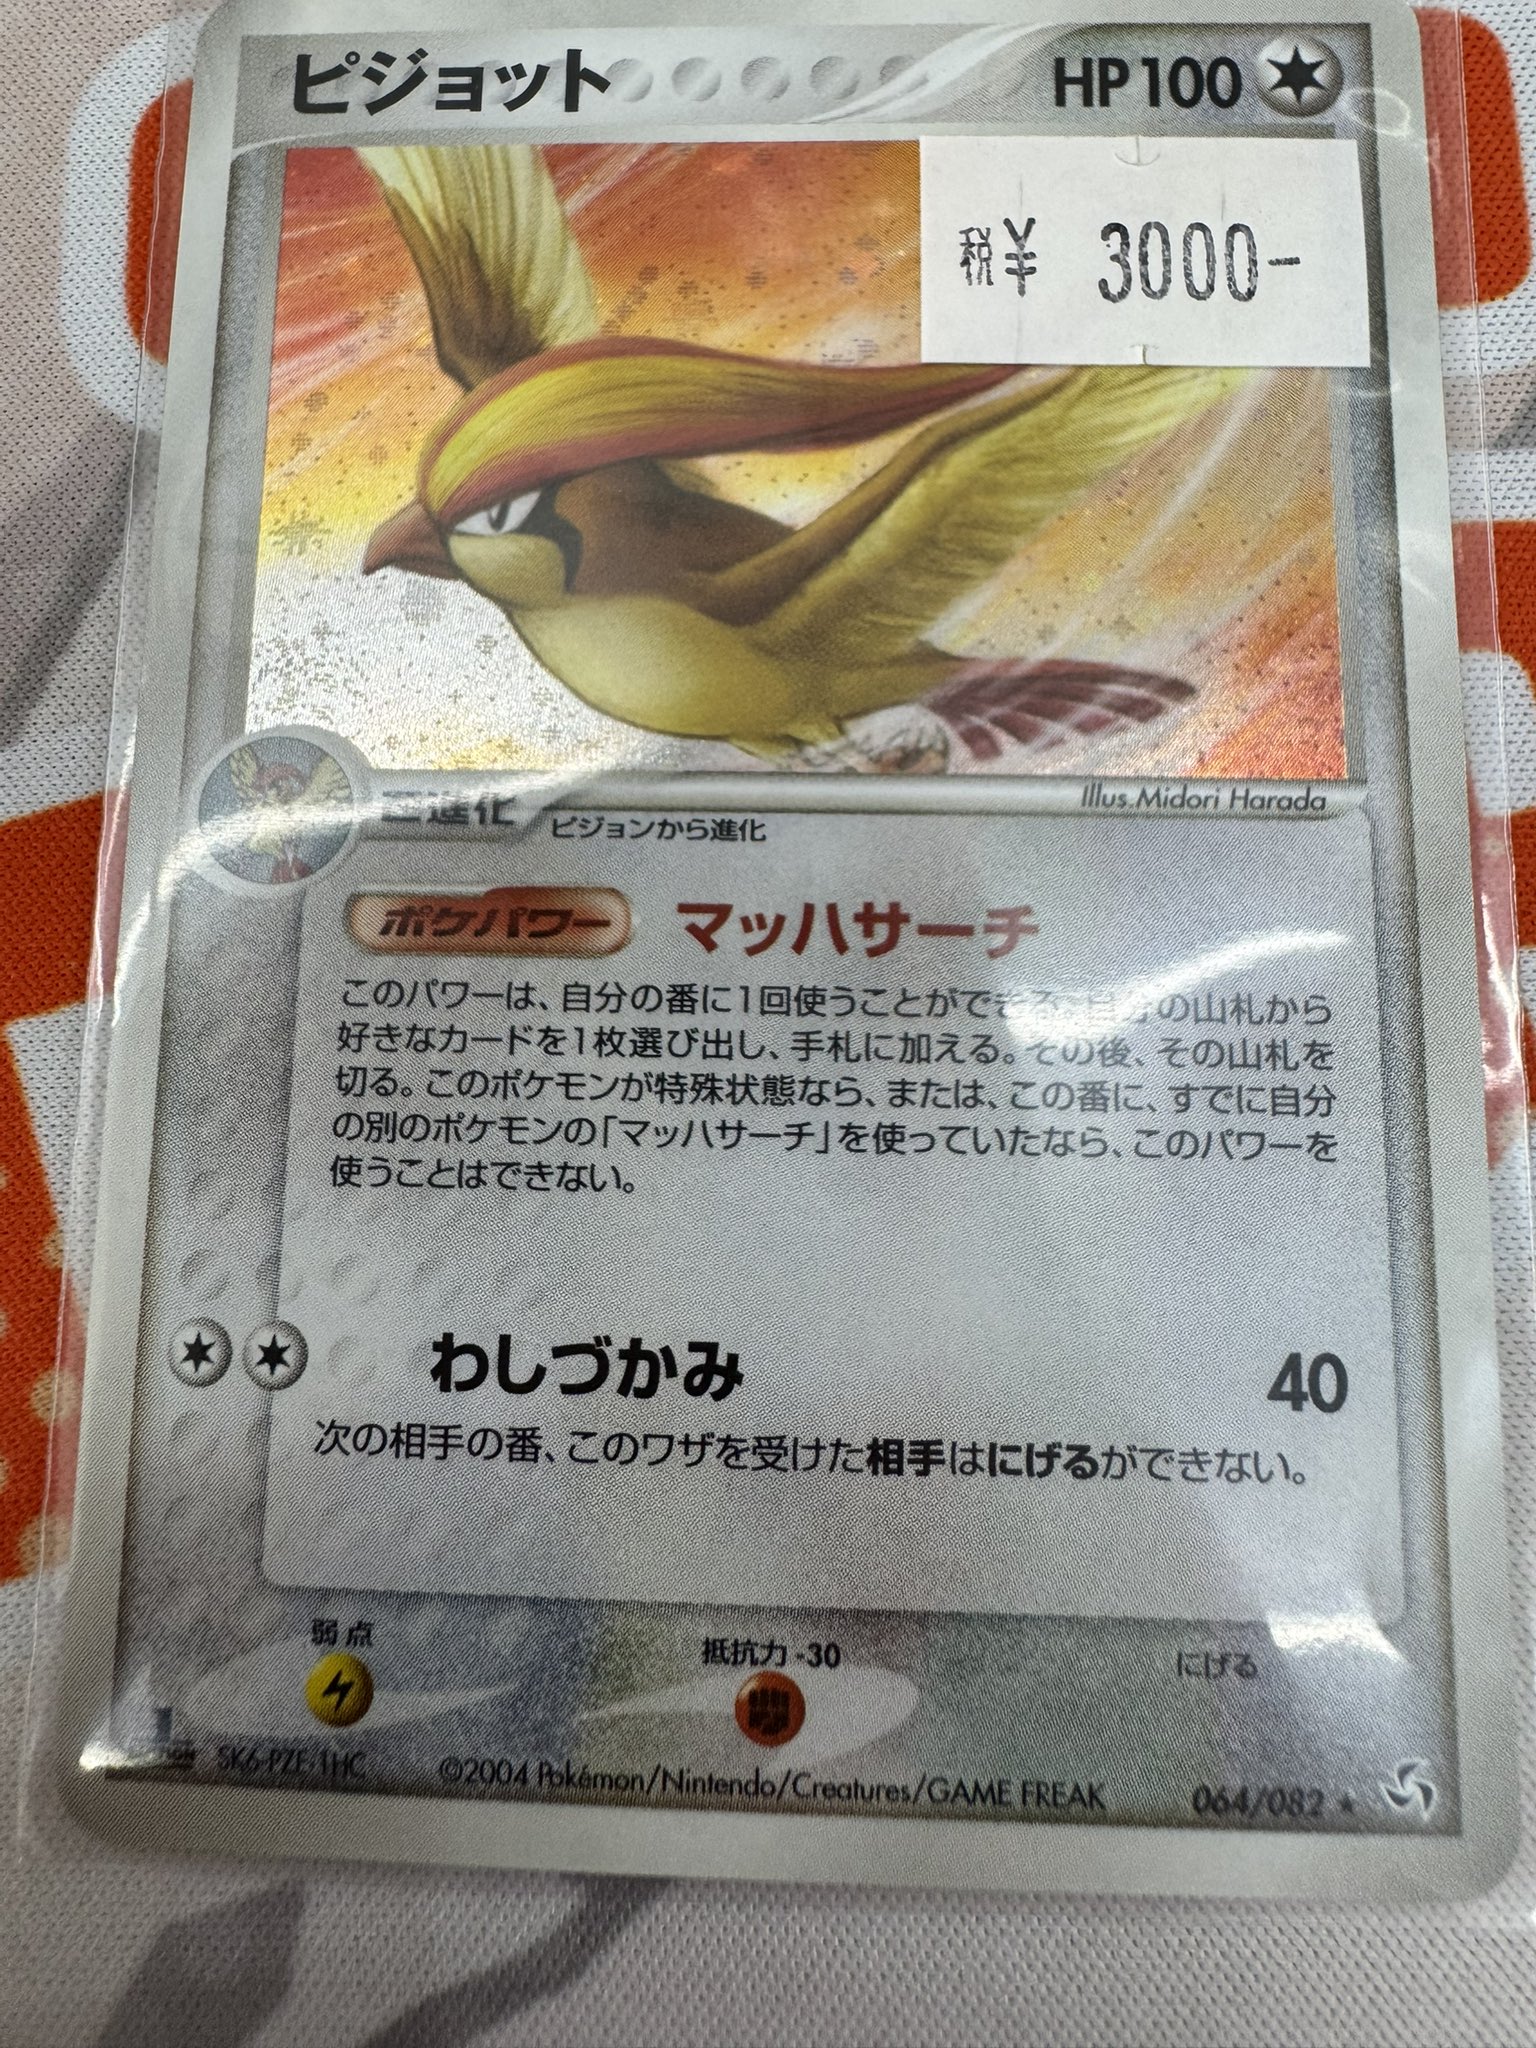 ピジョット HP100
税¥ 3000-
Illus.Midori Harada
2進化 ピジョンから進化
ポケパワー マッハサーチ
このパワーは、自分の番に1回使うことができる。自分の山札から
好きなカードを1枚選び出し、手札に加える。その後、その山札を
切る。このポケモンが特殊状態なら、または、この番に、すでに自分
の別のポケモンの「マッハサーチ」を使っていたなら、このパワーを
使うことはできない。
わしづかみ 40
次の相手の番、このワザを受けた相手はにげるができない。
弱点 抵抗力 -30 にげる
©2004 Pokémon/Nintendo/Creatures/GAME FREAK 064/082 ★